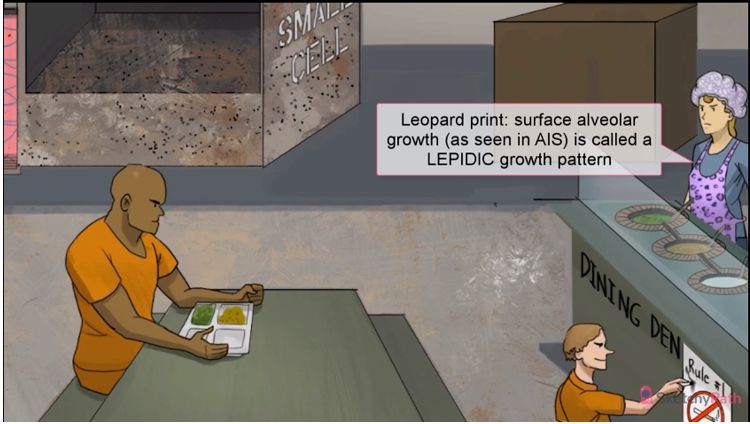 SMALL
CELL
Leopard print: surface alveolar
growth (as seen in AIS) is called a
LEPIDIC growth pattern
DINING DEN
Rule #1
SketchyPath